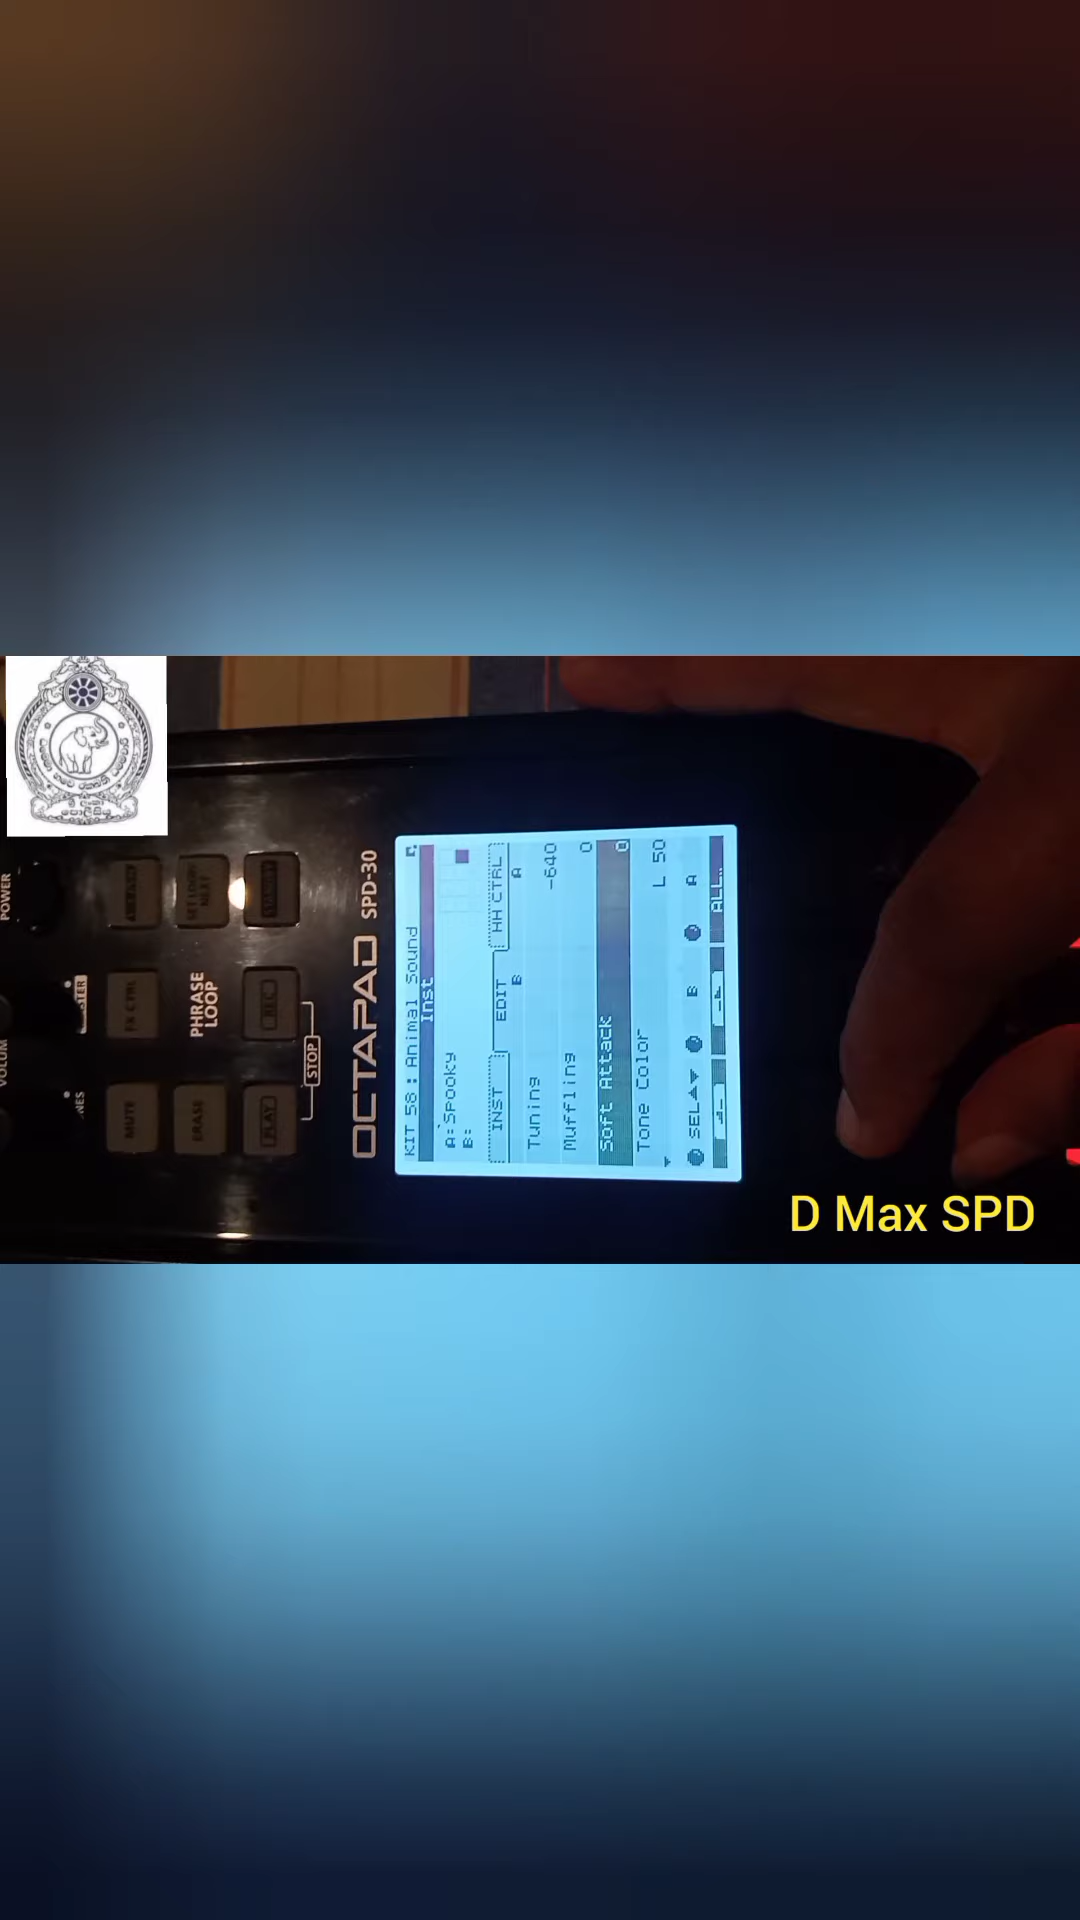 POWER
VOLUM
MUTE
FX CTRL
ERASE
PHRASE
LOOP
PLAY
REC
STOP
OCTAPAD SPD-30
KIT 58: Animal Sound
Inst
A:Spooky
B:
INST EDIT HH CTRL
B A
Tuning -640
Muffling 0
Soft Attack 0
Tone Color L 50
SEL B A
ALL..
D Max SPD